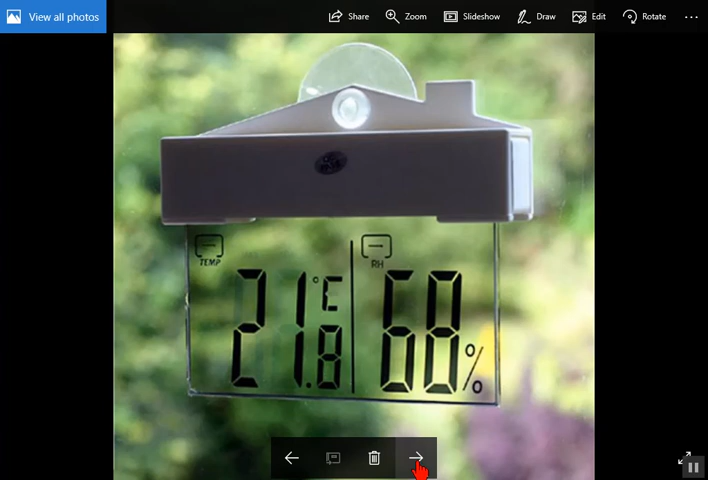 View all photos
Share
Zoom
Slideshow
Draw
Edit
Rotate
TEMP
21.8 °C
RH
68 %